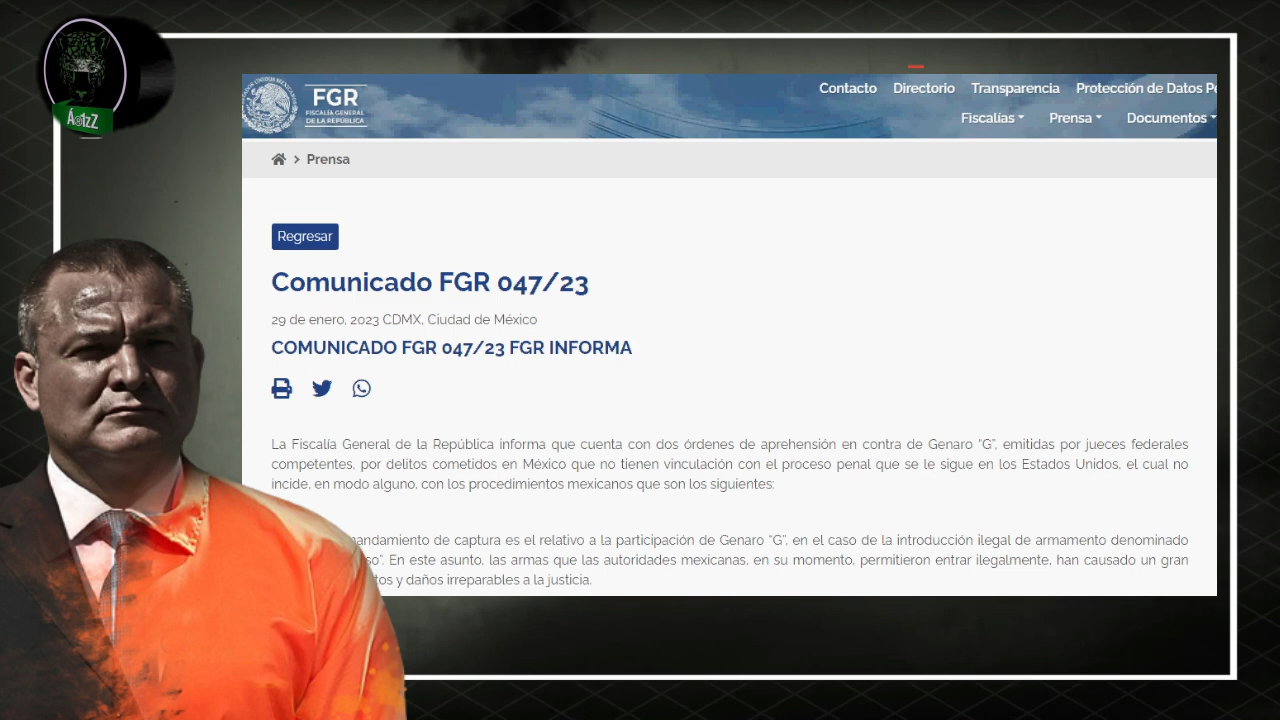 FGR
FISCALÍA GENERAL
DE LA REPÚBLICA
Contacto Directorio Transparencia Protección de Datos
Fiscalías Prensa Documentos
Prensa
Regresar
Comunicado FGR 047/23
29 de enero, 2023 CDMX, Ciudad de México
COMUNICADO FGR 047/23 FGR INFORMA
La Fiscalía General de la República informa que cuenta con dos órdenes de aprehensión en contra de Genaro “G”, emitidas por jueces federales
competentes, por delitos cometidos en México que no tienen vinculación con el proceso penal que se le sigue en los Estados Unidos, el cual no
incide, en modo alguno, con los procedimientos mexicanos que son los siguientes:
andamiento de captura es el relativo a la participación de Genaro “G”, en el caso de la introducción ilegal de armamento denominado
so”. En este asunto, las armas que las autoridades mexicanas, en su momento, permitieron entrar ilegalmente, han causado un gran
tos y daños irreparables a la justicia.